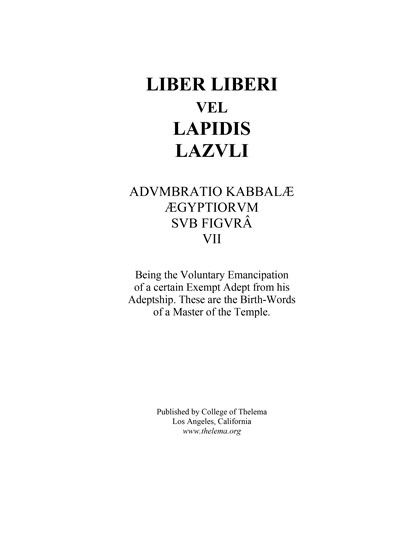 LIBER LIBERI
VEL
LAPIDIS
LAZVLI
ADVMBRATIO KABBALÆ
ÆGYPTIORVM
SVB FIGVRÂ
VII
Being the Voluntary Emancipation
of a certain Exempt Adept from his
Adeptship. These are the Birth-Words
of a Master of the Temple.
Published by College of Thelema
Los Angeles, California
www.thelema.org